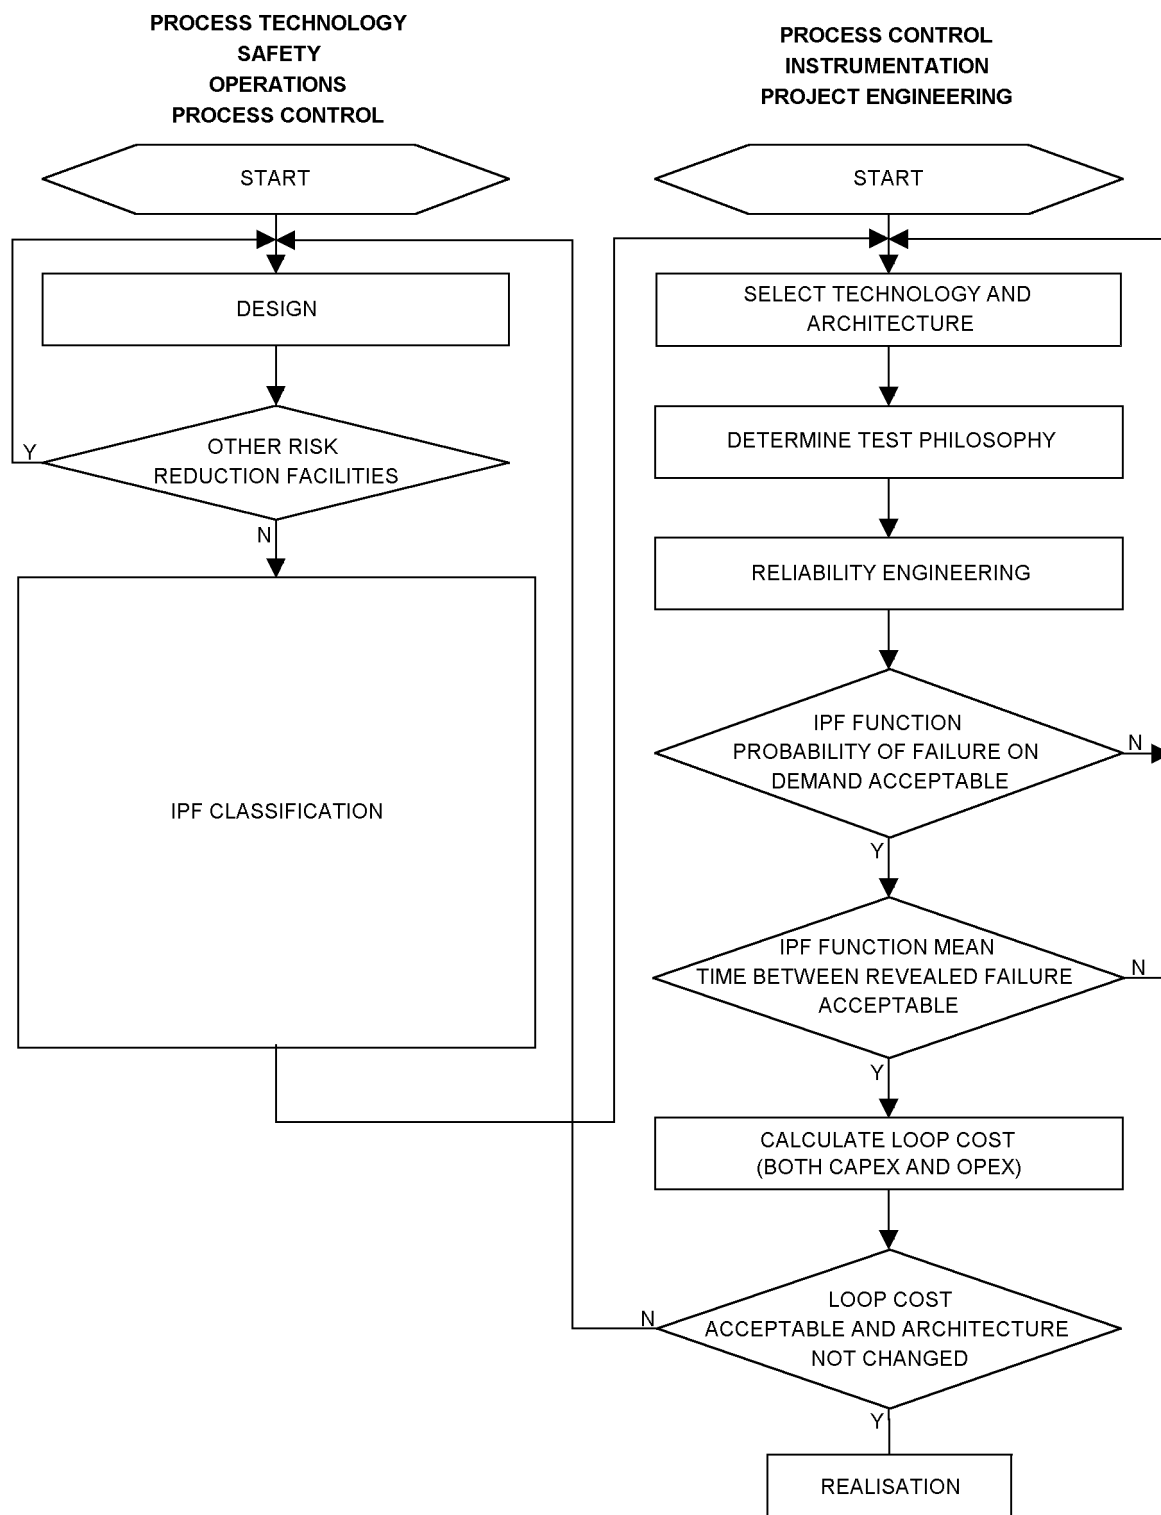 PROCESS TECHNOLOGY
SAFETY
OPERATIONS
PROCESS CONTROL
START
DESIGN
Y
OTHER RISK
REDUCTION FACILITIES
N
IPF CLASSIFICATION
PROCESS CONTROL
INSTRUMENTATION
PROJECT ENGINEERING
START
SELECT TECHNOLOGY AND
ARCHITECTURE
DETERMINE TEST PHILOSOPHY
RELIABILITY ENGINEERING
IPF FUNCTION
PROBABILITY OF FAILURE ON
DEMAND ACCEPTABLE
N
Y
IPF FUNCTION MEAN
TIME BETWEEN REVEALED FAILURE
ACCEPTABLE
N
Y
CALCULATE LOOP COST
(BOTH CAPEX AND OPEX)
N
LOOP COST
ACCEPTABLE AND ARCHITECTURE
NOT CHANGED
Y
REALISATION